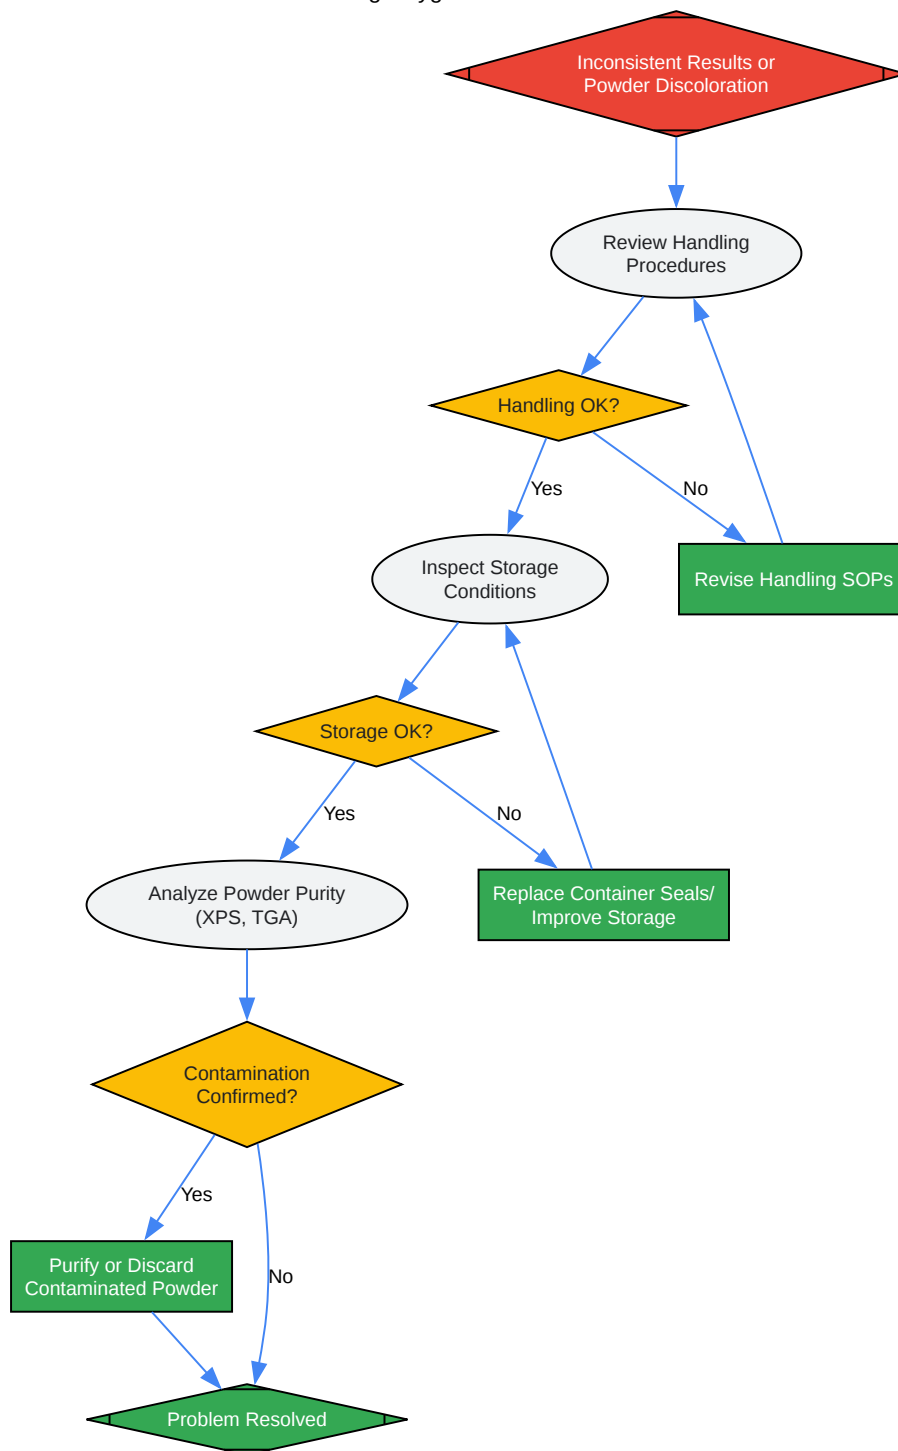 Inconsistent Results or
Powder Discoloration
Review Handling
Procedures
Handling OK?
Yes
No
Inspect Storage
Conditions
Revise Handling SOPs
Storage OK?
Yes
No
Analyze Powder Purity
(XPS, TGA)
Replace Container Seals/
Improve Storage
Contamination
Confirmed?
Yes
Purify or Discard
Contaminated Powder
No
Problem Resolved